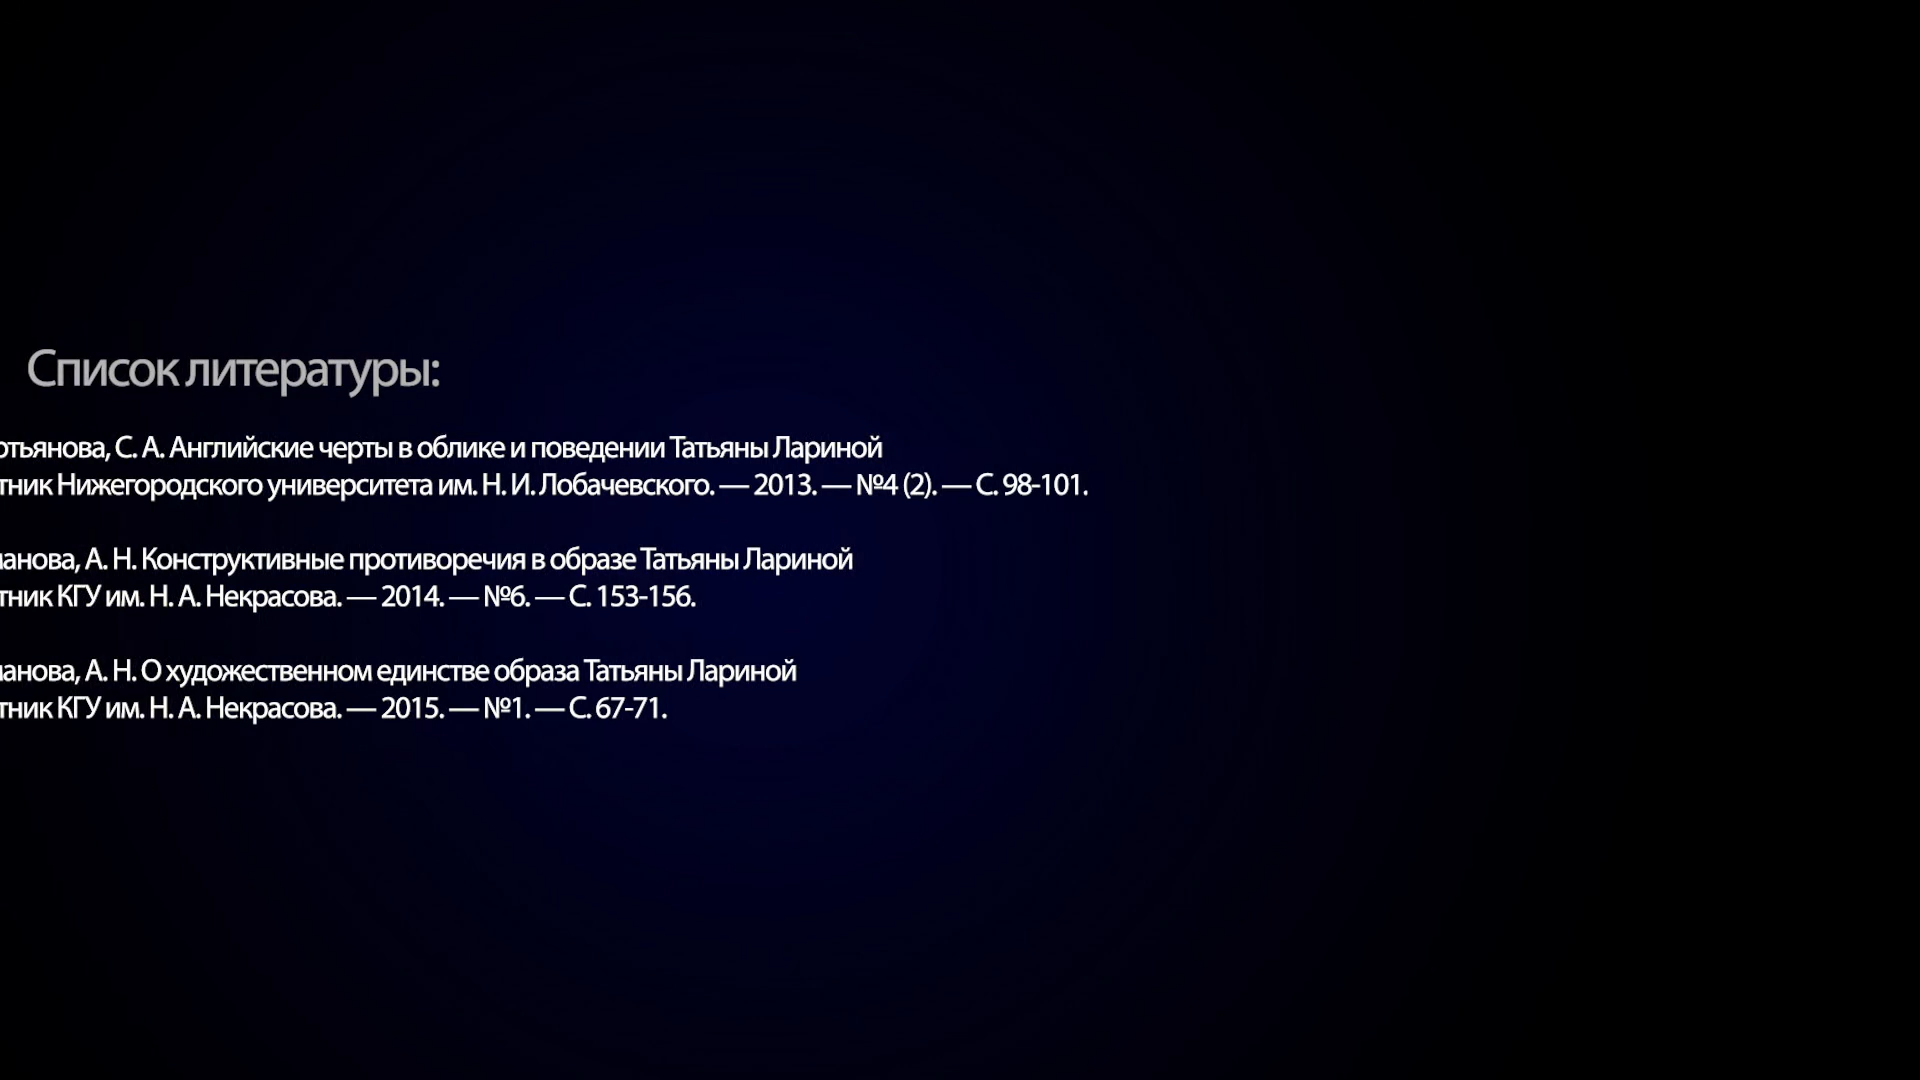 Список литературы:
ртьянова, С. А. Английские черты в облике и поведении Татьяны Лариной
тник Нижегородского университета им. Н. И. Лобачевского. — 2013. — №4 (2). — С. 98-101.
анова, А. Н. Конструктивные противоречия в образе Татьяны Лариной
тник КГУ им. Н. А. Некрасова. — 2014. — №6. — С. 153-156.
анова, А. Н. О художественном единстве образа Татьяны Лариной
тник КГУ им. Н. А. Некрасова. — 2015. — №1. — С. 67-71.